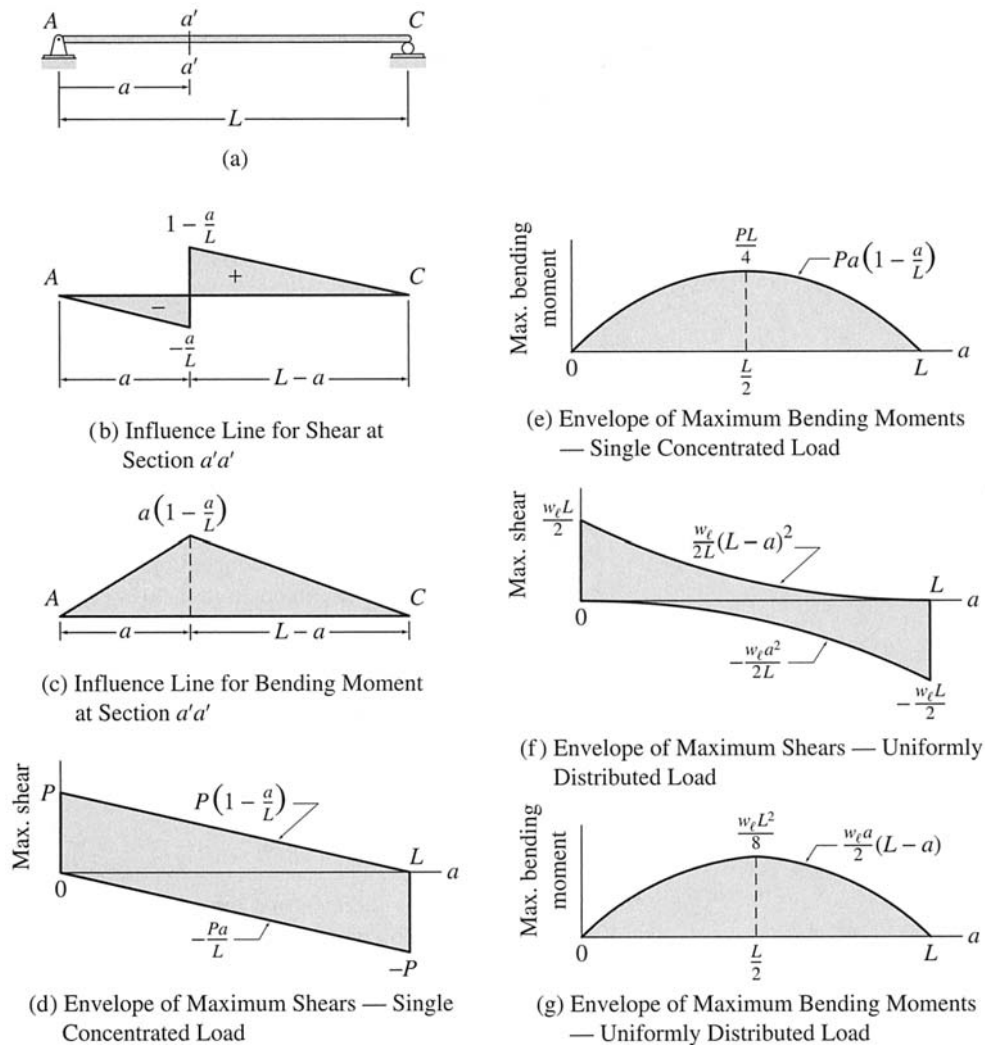 A a′ C
a′
a
L
(a)
1 − a/L
A + C
−
−a/L
a L − a
(b) Influence Line for Shear at
Section a′a′
a(1 − a/L)
A C
a L − a
(c) Influence Line for Bending Moment
at Section a′a′
Max. shear
P
P(1 − a/L)
L
a
0
−Pa/L
−P
(d) Envelope of Maximum Shears — Single
Concentrated Load
Max. bending
moment
PL/4
Pa(1 − a/L)
a
0 L/2 L
(e) Envelope of Maximum Bending Moments
— Single Concentrated Load
Max. shear
wℓL/2
wℓ/2L (L − a)²
L
a
0
−wℓa²/2L
−wℓL/2
(f) Envelope of Maximum Shears — Uniformly
Distributed Load
Max. bending
moment
wℓL²/8
wℓa/2 (L − a)
a
0 L/2 L
(g) Envelope of Maximum Bending Moments
— Uniformly Distributed Load